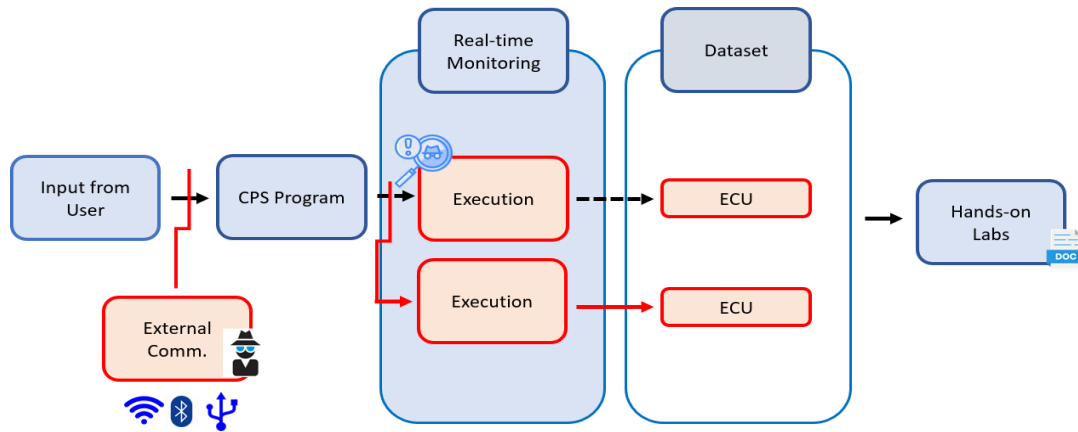 Real-time
Monitoring
Dataset
Input from
User
CPS Program
Execution
ECU
Hands-on
Labs
DOC
Execution
ECU
External
Comm.